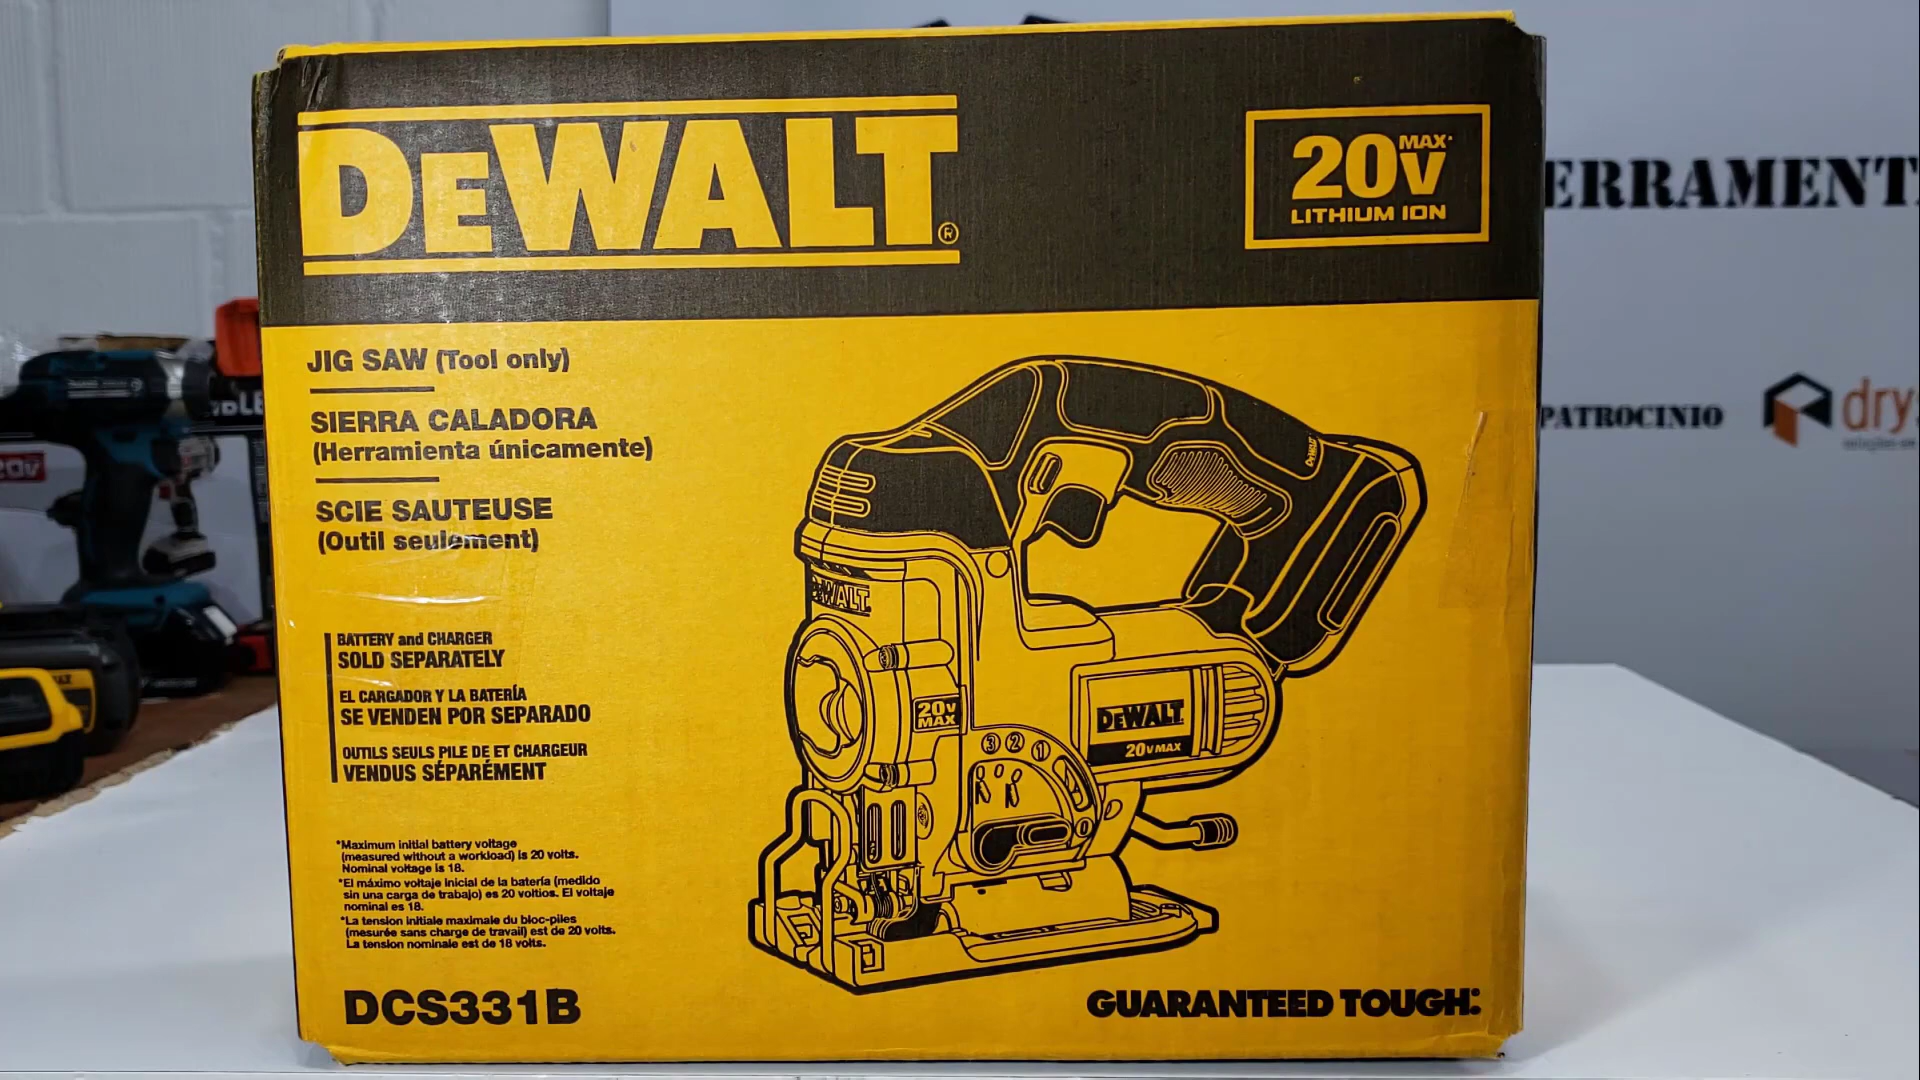 DEWALT®
20V MAX*
LITHIUM ION
JIG SAW (Tool only)
SIERRA CALADORA
(Herramienta únicamente)
SCIE SAUTEUSE
(Outil seulement)
BATTERY and CHARGER
SOLD SEPARATELY
EL CARGADOR Y LA BATERÍA
SE VENDEN POR SEPARADO
OUTILS SEULS PILE DE ET CHARGEUR
VENDUS SÉPARÉMENT
*Maximum initial battery voltage
(measured without a workload) is 20 volts.
Nominal voltage is 18.
*El máximo voltaje inicial de la batería (medido
sin una carga de trabajo) es 20 voltios. El voltaje
nominal es 18.
*La tension initiale maximale du bloc-piles
(mesurée sans charge de travail) est de 20 volts.
La tension nominale est de 18 volts.
DCS331B
GUARANTEED TOUGH.®
DEWALT
DEWALT
20V
MAX
3 2 1
0
DEWALT
20V MAX
ERRAMENT
PATROCINIO
dry
20V